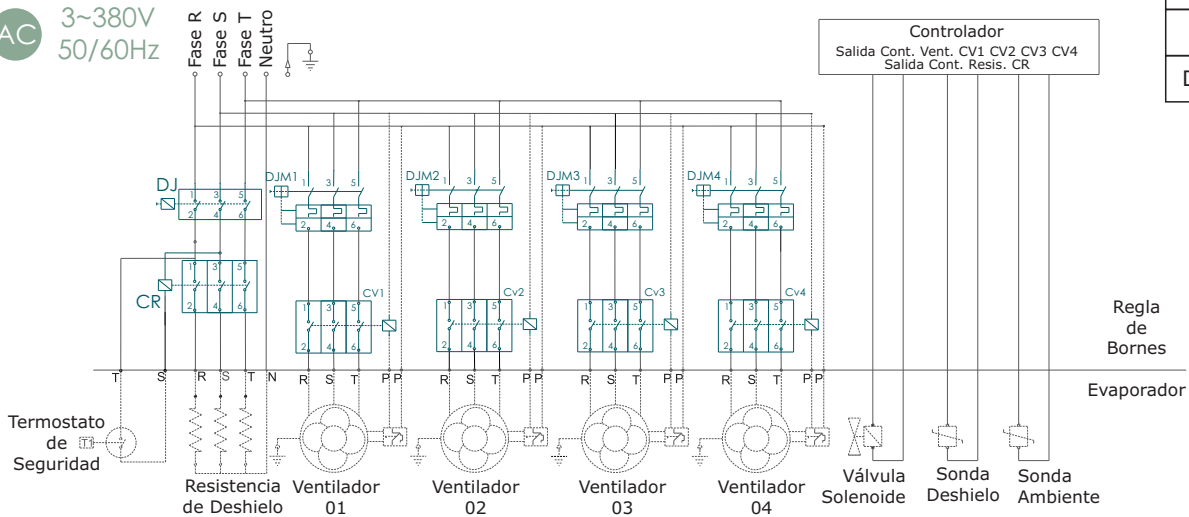 AC
3~380V
50/60Hz
Fase R
Fase S
Fase T
Neutro
Controlador
Salida Cont. Vent. CV1 CV2 CV3 CV4
Salida Cont. Resis. CR
D
DJ
1 3 5
2 4 6
DJM1
1 3 5
2 4 6
DJM2
1 3 5
2 4 6
DJM3
1 3 5
2 4 6
DJM4
1 3 5
2 4 6
CR
1 3 5
2 4 6
CV1
1 3 5
2 4 6
Cv2
1 3 5
2 4 6
Cv3
1 3 5
2 4 6
Cv4
1 3 5
2 4 6
Regla
de
Bornes
T S R S T N R S T P P R S T P P R S T P P R S T P P
Evaporador
Termostato
de
Seguridad
Resistencia
de Deshielo
Ventilador
01
Ventilador
02
Ventilador
03
Ventilador
04
Válvula
Solenoide
Sonda
Deshielo
Sonda
Ambiente